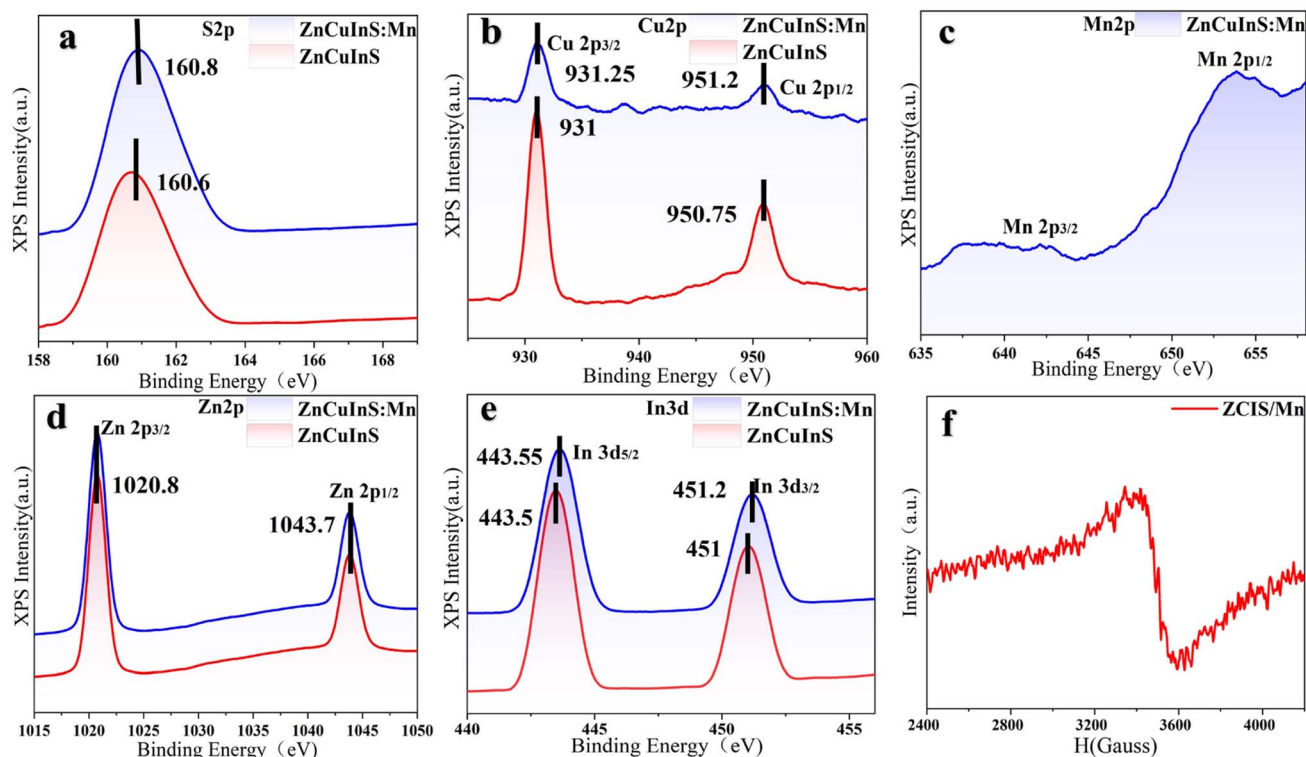 a
S2p
ZnCuInS:Mn
ZnCuInS
160.8
160.6
XPS Intensity(a.u.)
158 160 162 164 166 168
Binding Energy（eV）
b
Cu2p
ZnCuInS:Mn
ZnCuInS
Cu 2p3/2
931.25
951.2
Cu 2p1/2
931
950.75
XPS Intensity(a.u.)
930 940 950 960
Binding Energy（eV）
c
Mn2p
ZnCuInS:Mn
Mn 2p1/2
Mn 2p3/2
XPS Intensity(a.u.)
635 640 645 650 655
Binding Energy（eV）
d
Zn2p
ZnCuInS:Mn
ZnCuInS
Zn 2p3/2
1020.8
Zn 2p1/2
1043.7
XPS Intensity(a.u.)
1015 1020 1025 1030 1035 1040 1045 1050
Binding Energy（eV）
e
In3d
ZnCuInS:Mn
ZnCuInS
443.55
In 3d5/2
443.5
451.2
In 3d3/2
451
XPS Intensity(a.u.)
440 445 450 455
Binding Energy（eV）
f
ZCIS/Mn
Intensity（a.u.）
2400 2800 3200 3600 4000
H(Gauss)